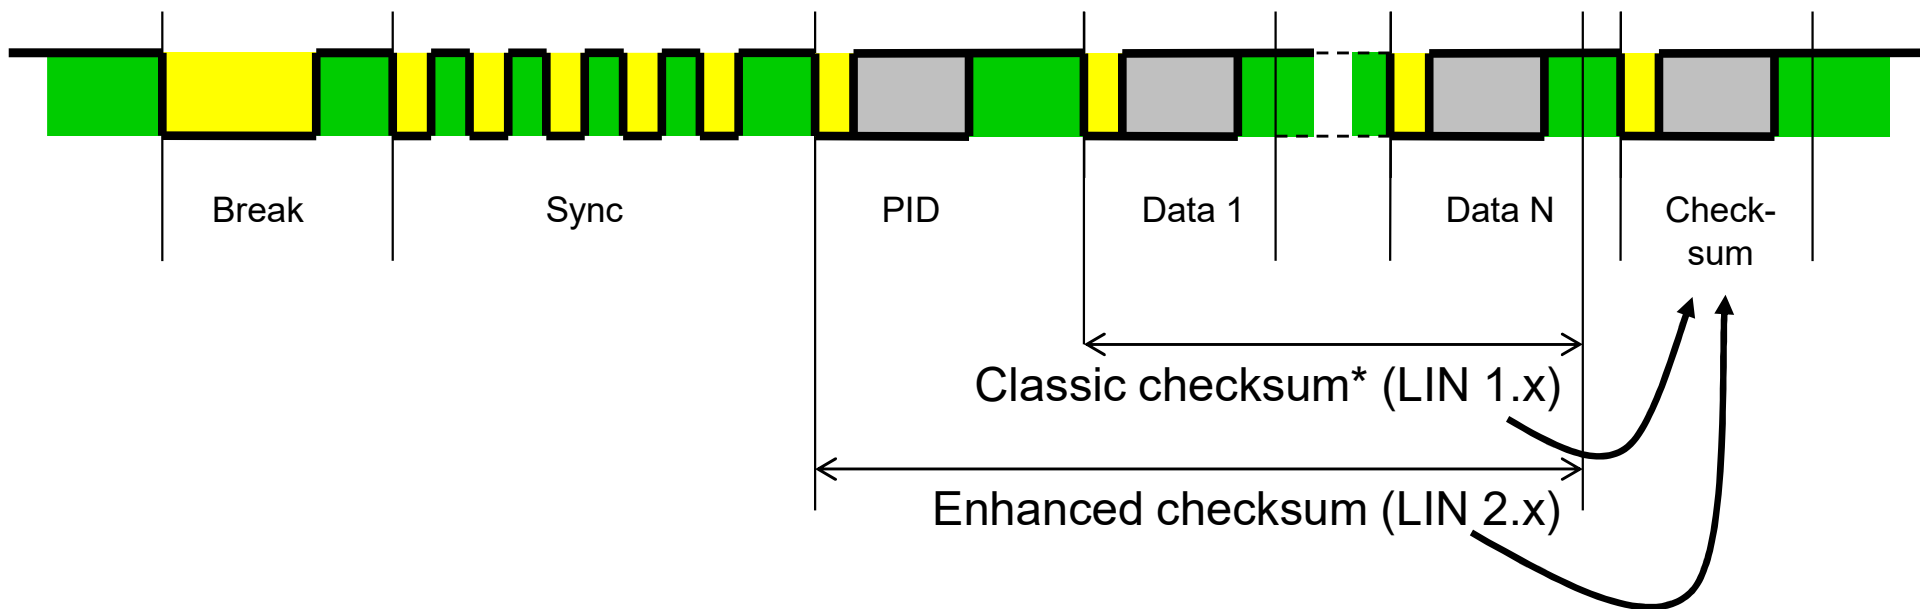 Break
Sync
PID
Data 1
Data N
Check-
sum
Classic checksum* (LIN 1.x)
Enhanced checksum (LIN 2.x)